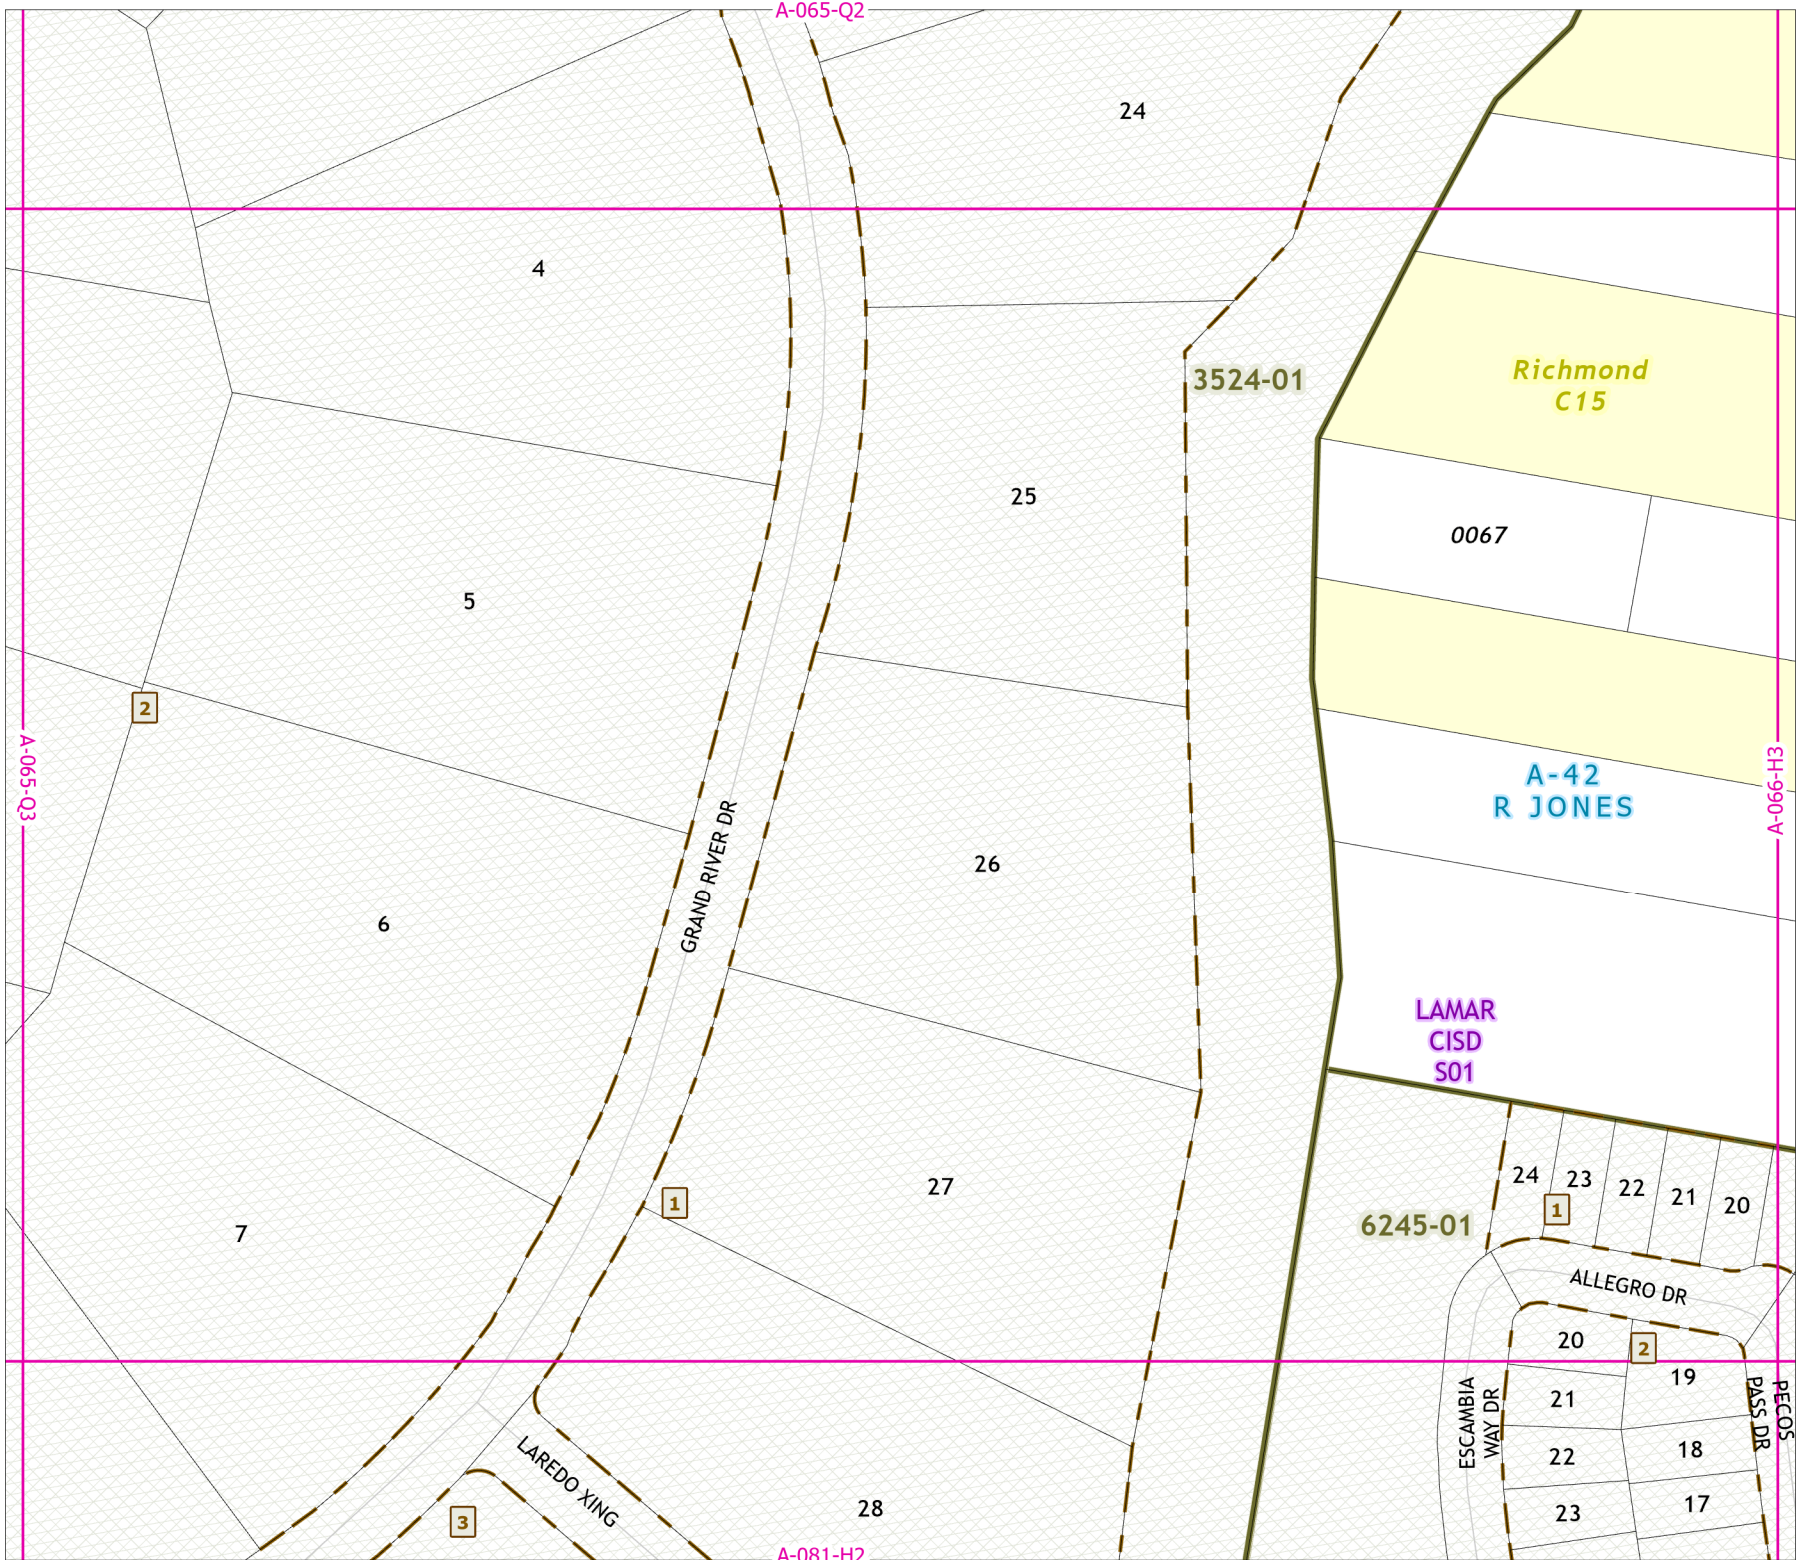 A-065-Q2
24
4
3524-01
Richmond
C15
25
0067
5
2
A-065-Q3
A-066-H3
A-42
R JONES
GRAND RIVER DR
26
6
LAMAR
CISD
S01
24
23
22
21
20
1
27
1
6245-01
7
ALLEGRO DR
20
2
19
21
ESCAMBIA
WAY DR
PECOS
PASS DR
18
22
LAREDO XING
17
28
23
3
A-081-H2